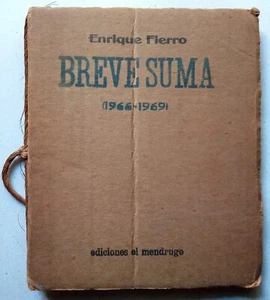 Enrique Fierro
BREVE SUMA
(1966-1969)
ediciones el mendrugo